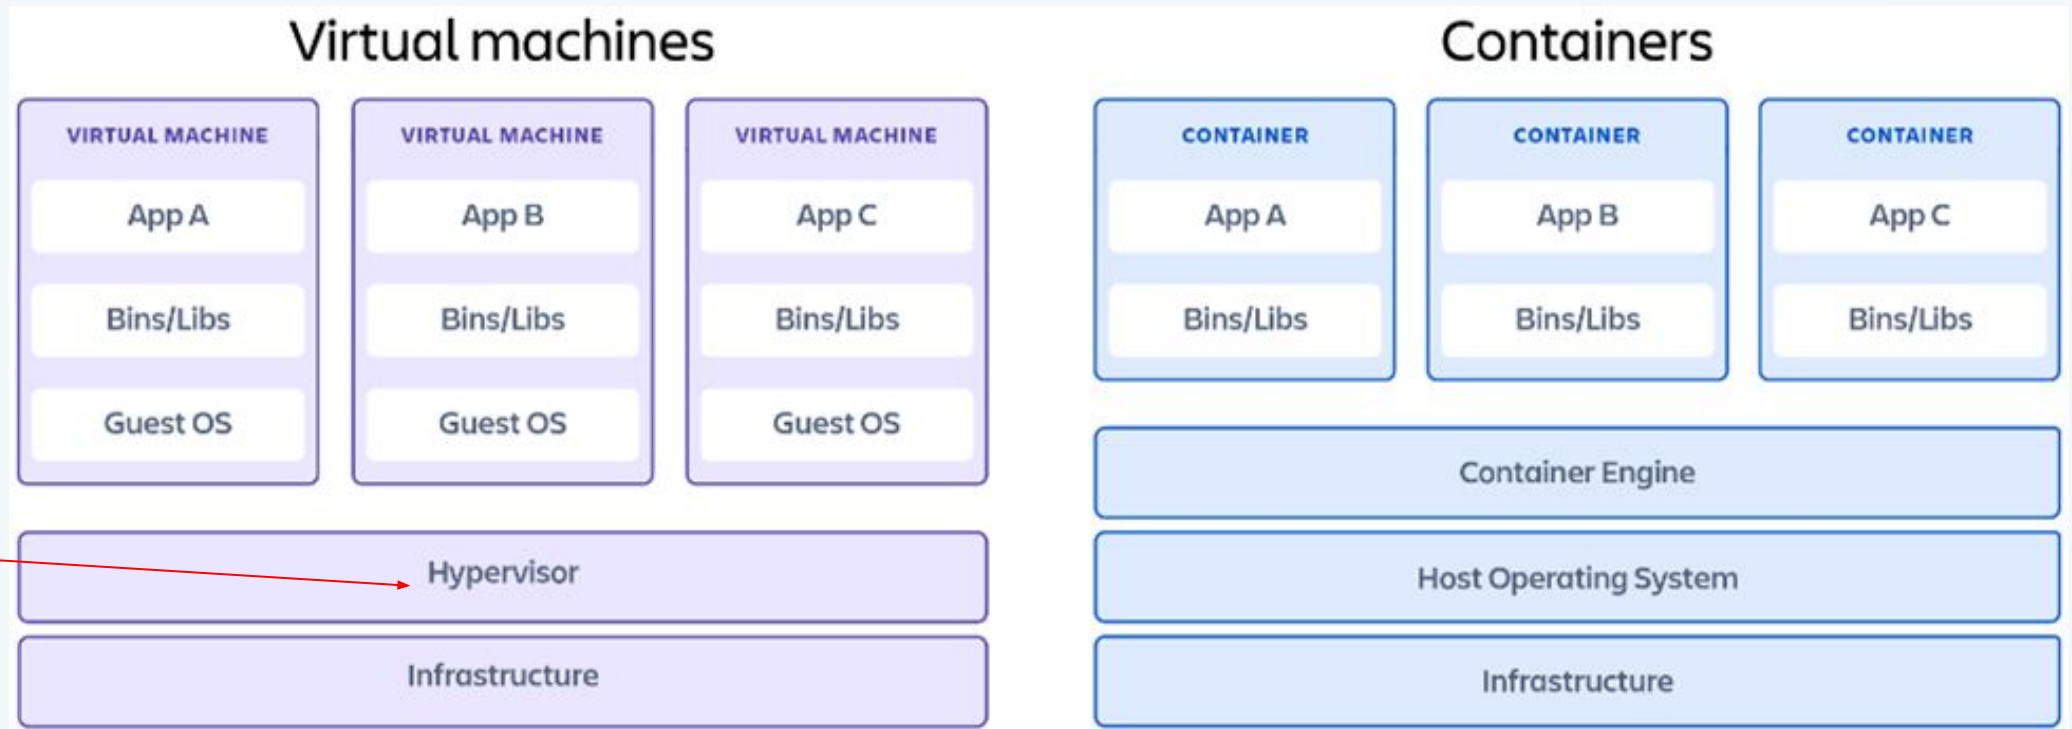 Virtual machines
VIRTUAL MACHINE
App A
Bins/Libs
Guest OS
VIRTUAL MACHINE
App B
Bins/Libs
Guest OS
VIRTUAL MACHINE
App C
Bins/Libs
Guest OS
Hypervisor
Infrastructure
Containers
CONTAINER
App A
Bins/Libs
CONTAINER
App B
Bins/Libs
CONTAINER
App C
Bins/Libs
Container Engine
Host Operating System
Infrastructure